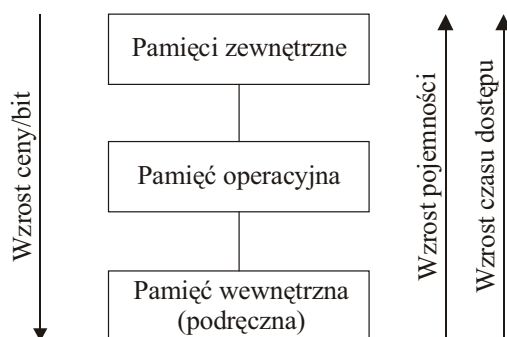 Pamięci zewnętrzne
Pamięć operacyjna
Pamięć wewnętrzna
(podręczna)
Wzrost ceny/bit
Wzrost pojemności
Wzrost czasu dostępu